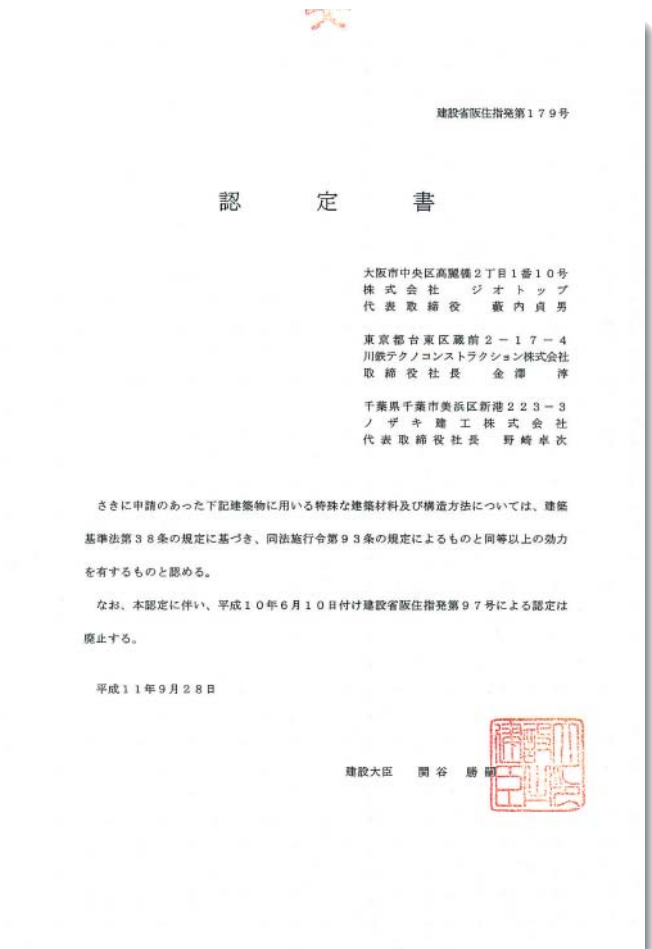 建設省阪住指発第179号
認定書
大阪市中央区高麗橋2丁目1番10号
株式会社 ジオトップ
代表取締役 藪内貞男
東京都台東区蔵前2-17-4
川鉄テクノコンストラクション株式会社
取締役社長 金澤 淳
千葉県千葉市美浜区新港223-3
ノザキ建工株式会社
代表取締役社長 野崎卓次
さきに申請のあった下記建築物に用いる特殊な建築材料及び構造方法については、建築
基準法第38条の規定に基づき、同法施行令第93条の規定によるものと同等以上の効力
を有するものと認める。
なお、本認定に伴い、平成10年6月10日付け建設省阪住指発第97号による認定は
廃止する。
平成11年9月28日
建設大臣 関谷 勝嗣